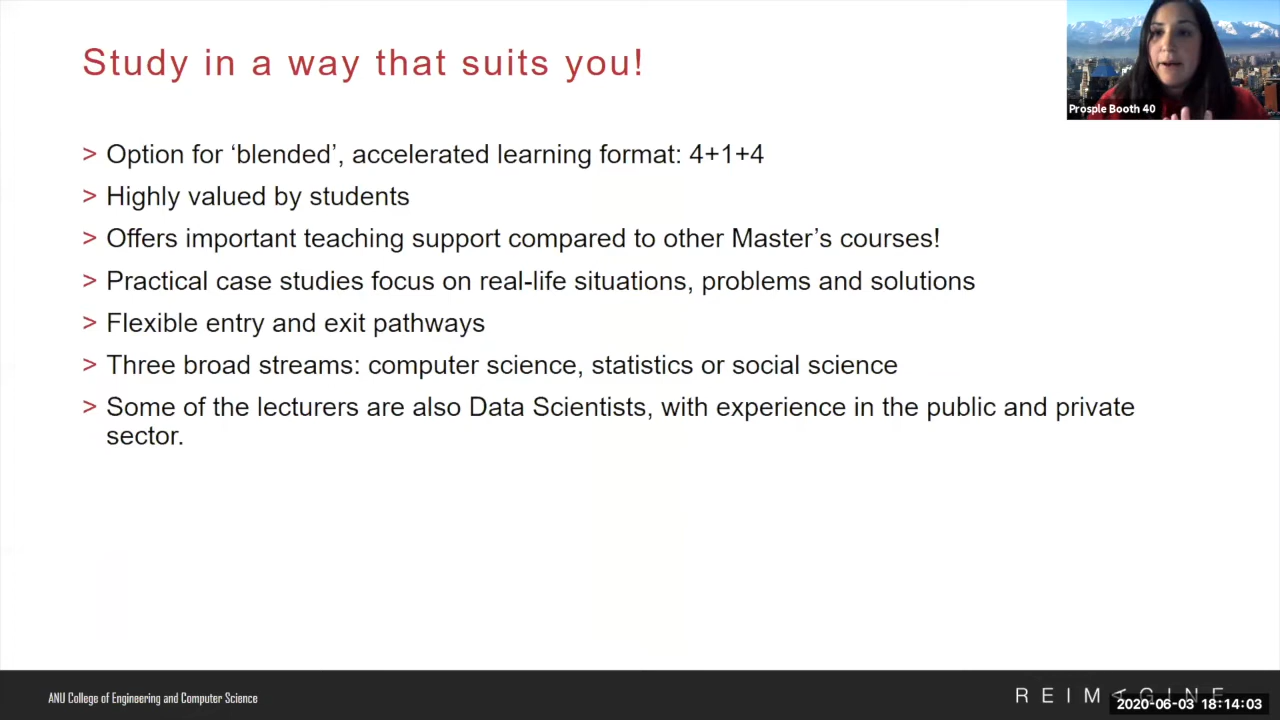 Study in a way that suits you!
Prosple Booth 40
> Option for ‘blended’, accelerated learning format: 4+1+4
> Highly valued by students
> Offers important teaching support compared to other Master’s courses!
> Practical case studies focus on real-life situations, problems and solutions
> Flexible entry and exit pathways
> Three broad streams: computer science, statistics or social science
> Some of the lecturers are also Data Scientists, with experience in the public and private
sector.
ANU College of Engineering and Computer Science
REIMAGINE
2020-06-03 18:14:03